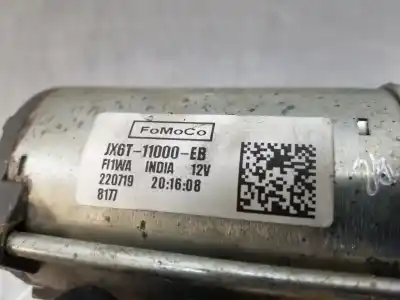 FoMoCo
JX6T-11000-EB
FI1WA INDIA 12V
220719 20:16:08
8177